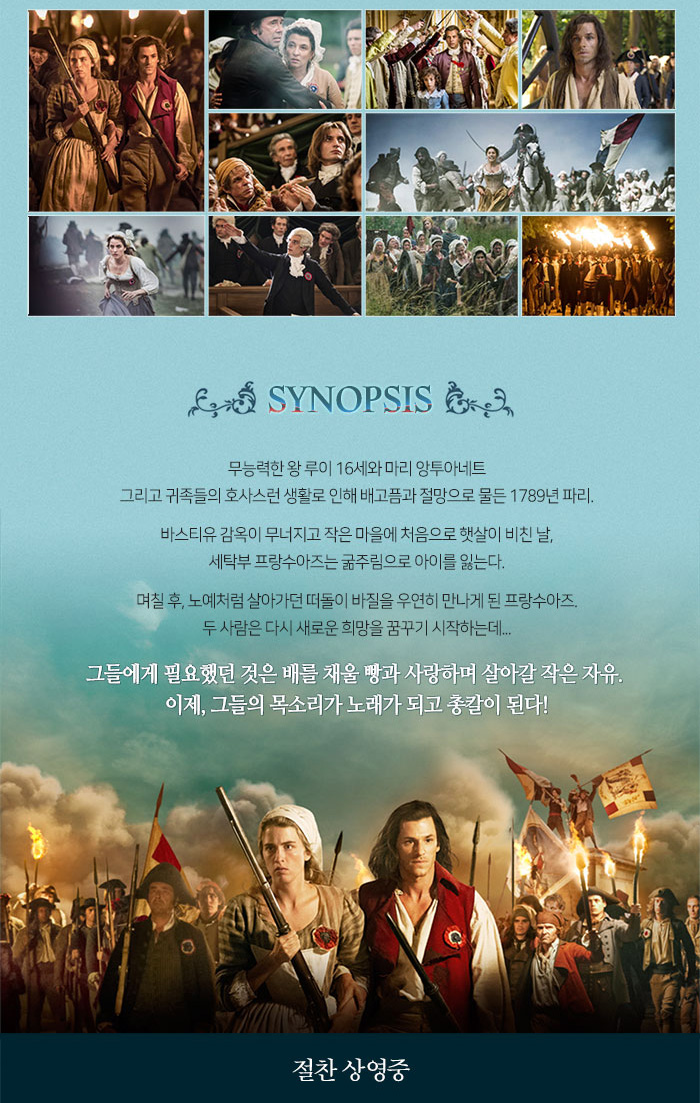 SYNOPSIS
무능력한 왕 루이 16세와 마리 앙투아네트
그리고 귀족들의 호사스런 생활로 인해 배고픔과 절망으로 물든 1789년 파리.
바스티유 감옥이 무너지고 작은 마을에 처음으로 햇살이 비친 날,
세탁부 프랑수아즈는 굶주림으로 아이를 잃는다.
며칠 후, 노예처럼 살아가던 떠돌이 바질을 우연히 만나게 된 프랑수아즈.
두 사람은 다시 새로운 희망을 꿈꾸기 시작하는데...
그들에게 필요했던 것은 배를 채울 빵과 사랑하며 살아갈 작은 자유.
이제, 그들의 목소리가 노래가 되고 총칼이 된다!
절찬 상영중